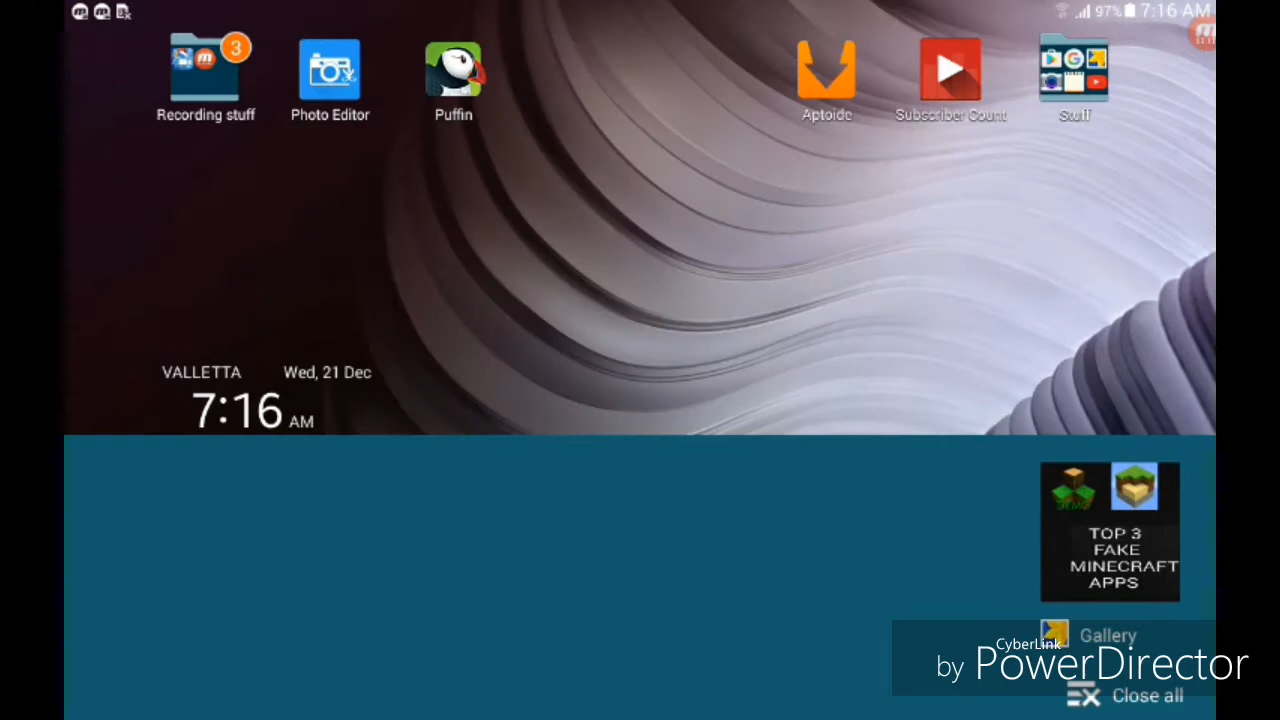 97% 7:16 AM
3
Recording stuff
Photo Editor
Puffin
Aptoide
Subscriber Count
Stuff
VALLETTA Wed, 21 Dec
7:16 AM
TOP 3
FAKE
MINECRAFT
APPS
Gallery
CyberLink
by PowerDirector
Close all